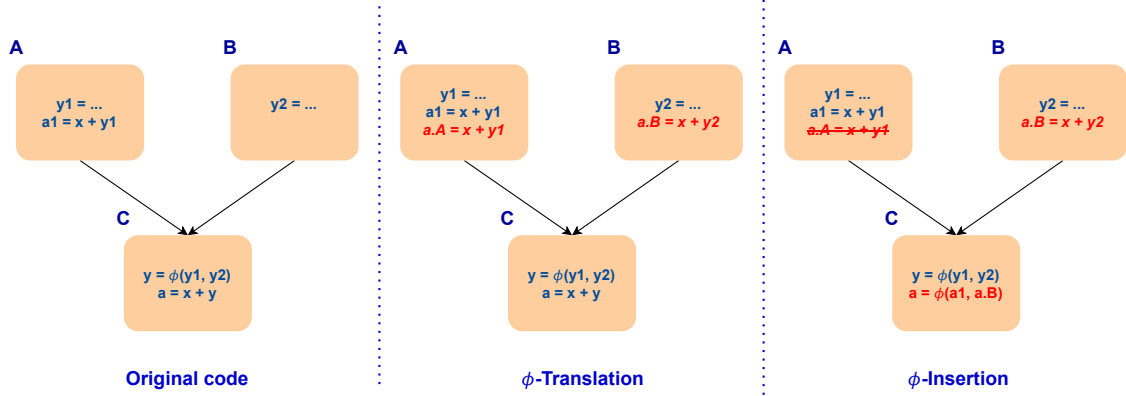 A
B
y1 = ...
a1 = x + y1
y2 = ...
C
y = ϕ(y1, y2)
a = x + y
Original code
A
B
y1 = ...
a1 = x + y1
a.A = x + y1
y2 = ...
a.B = x + y2
C
y = ϕ(y1, y2)
a = x + y
ϕ-Translation
A
B
y1 = ...
a1 = x + y1
a.A = x + y1
y2 = ...
a.B = x + y2
C
y = ϕ(y1, y2)
a = ϕ(a1, a.B)
ϕ-Insertion